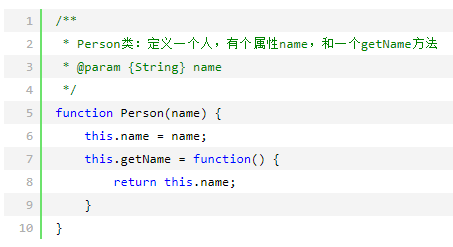 1 /**
2  * Person类：定义一个人，有个属性name，和一个getName方法
3  * @param {String} name
4  */
5 function Person(name) {
6     this.name = name;
7     this.getName = function() {
8         return this.name;
9     }
10 }